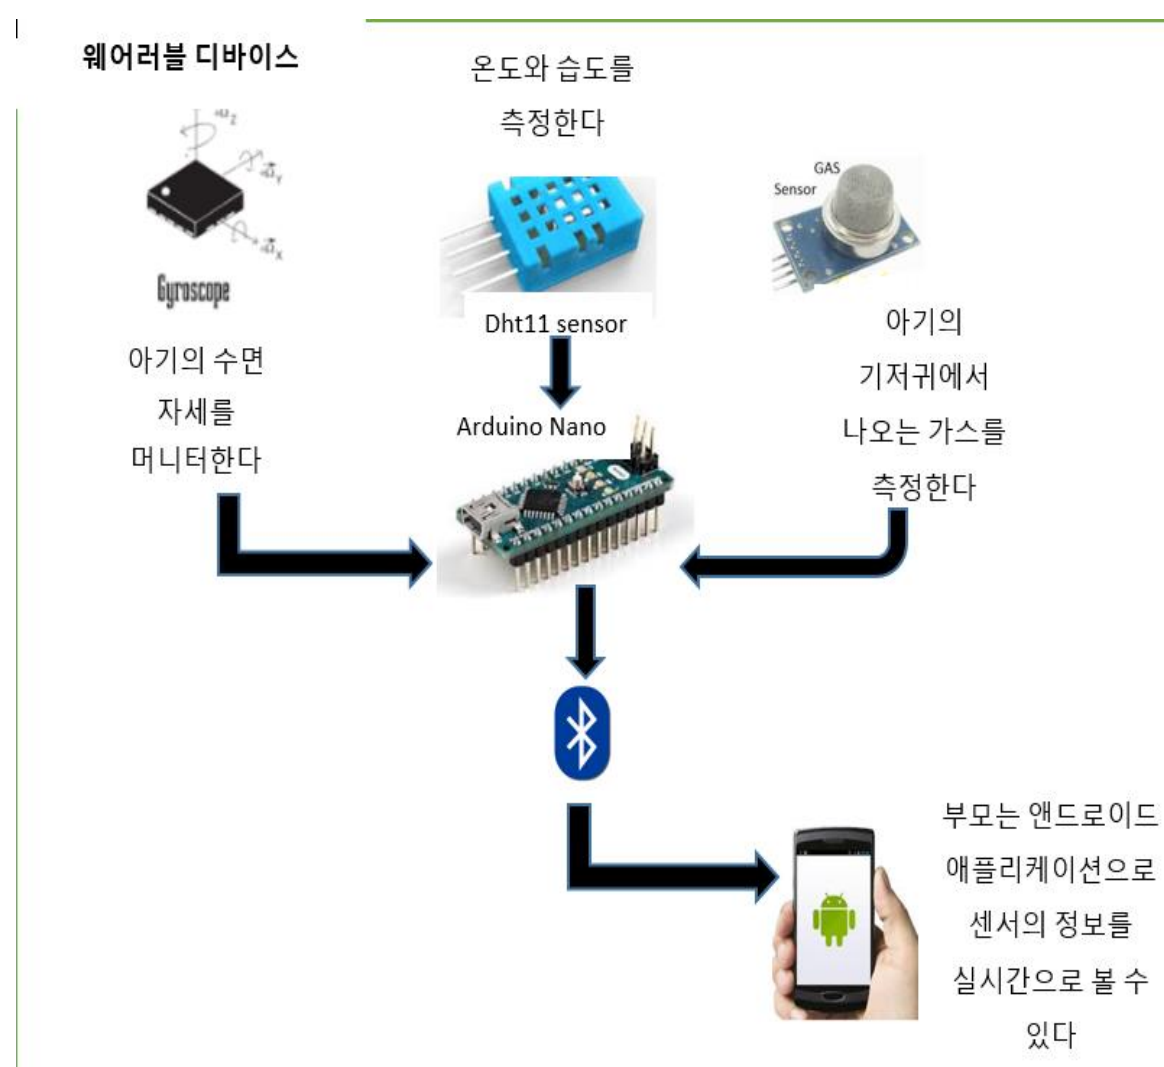 웨어러블 디바이스
온도와 습도를
측정한다
Gyroscope
아기의 수면
자세를
머니터한다
Dht11 sensor
GAS
Sensor
아기의
기저귀에서
나오는 가스를
측정한다
Arduino Nano
부모는 앤드로이드
애플리케이션으로
센서의 정보를
실시간으로 볼 수
있다